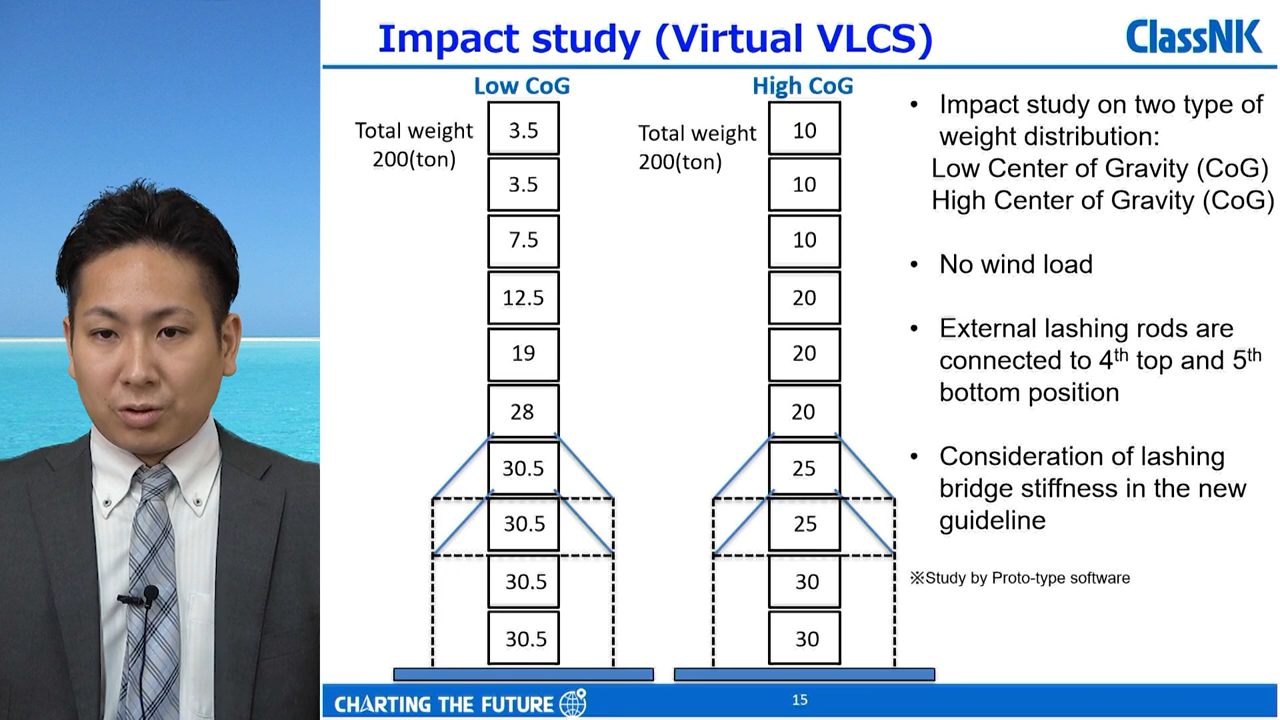 Impact study (Virtual VLCS)
ClassNK
Low CoG
Total weight
200(ton)
3.5
3.5
7.5
12.5
19
28
30.5
30.5
30.5
30.5
High CoG
Total weight
200(ton)
10
10
10
20
20
20
25
25
30
30
• Impact study on two type of
weight distribution:
Low Center of Gravity (CoG)
High Center of Gravity (CoG)
• No wind load
• External lashing rods are
connected to 4th top and 5th
bottom position
• Consideration of lashing
bridge stiffness in the new
guideline
※Study by Proto-type software
CHARTING THE FUTURE
15